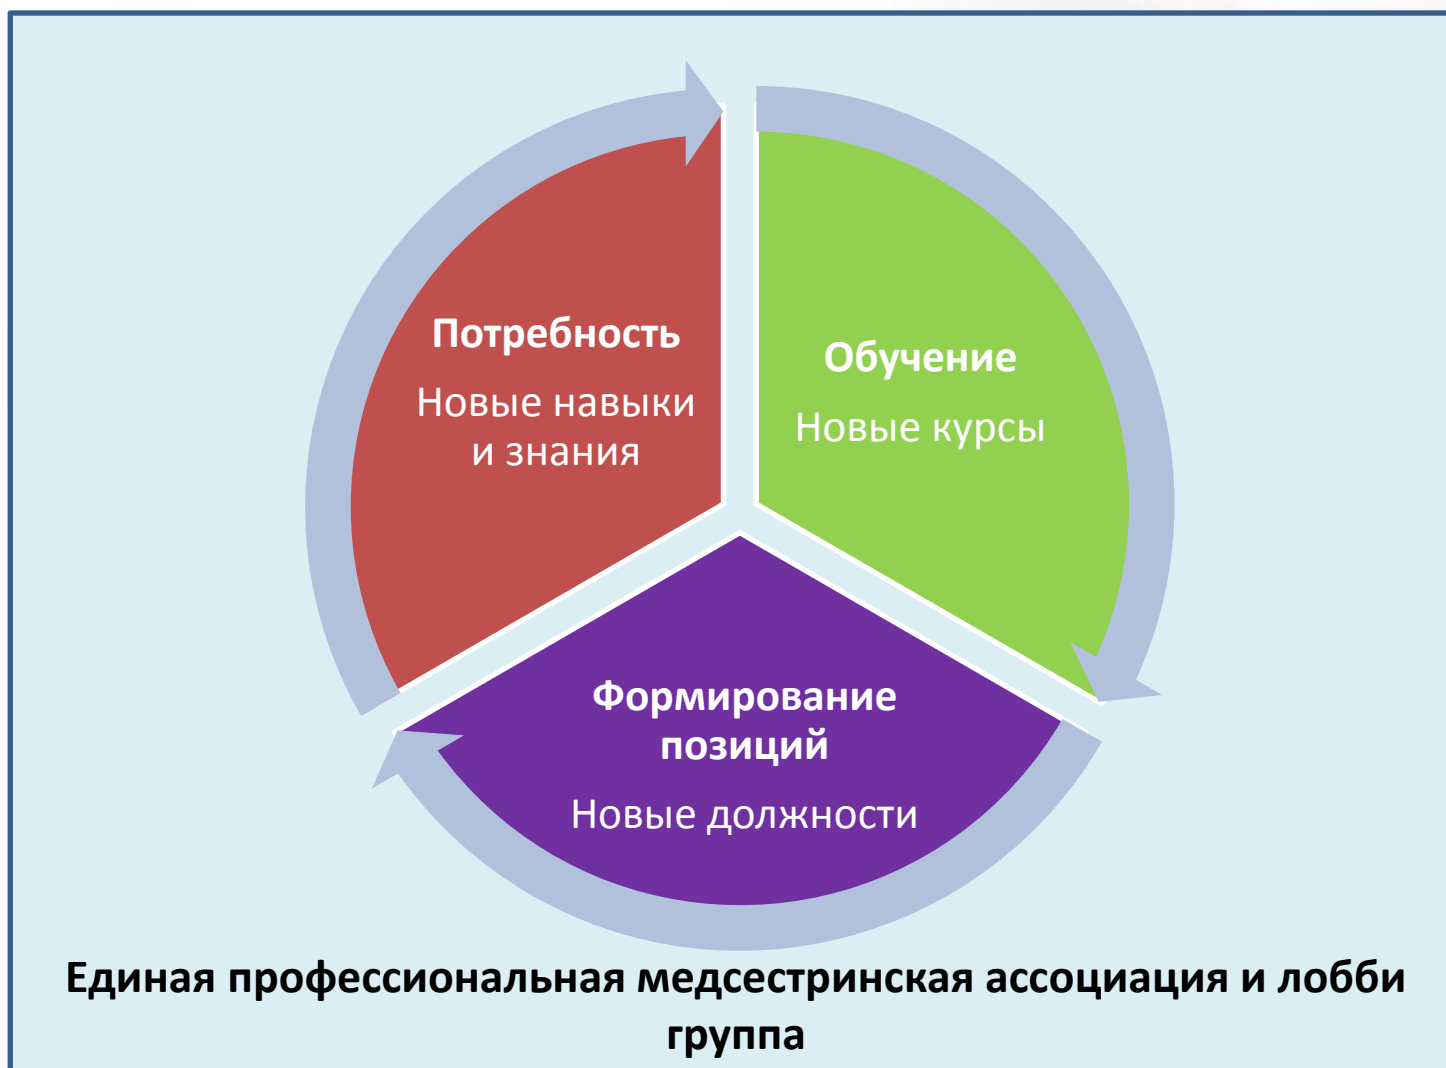 Потребность
Новые навыки
и знания
Обучение
Новые курсы
Формирование
позиций
Новые должности
Единая профессиональная медсестринская ассоциация и лобби
группа